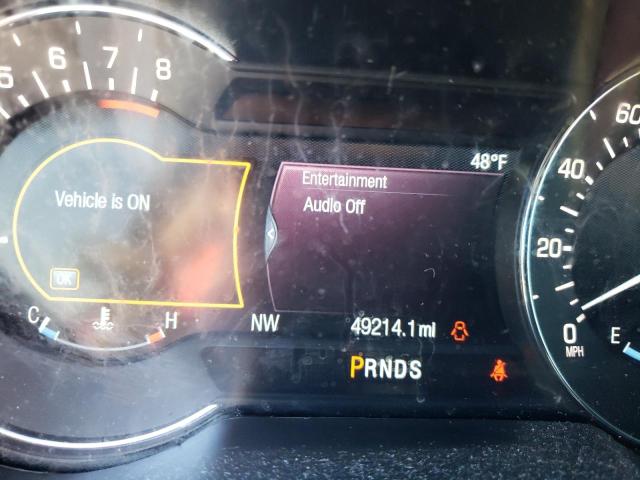 5 6 7 8
48°F
60
Entertainment
Vehicle is ON
Audio Off
40
20
OK
C H
NW
49214.1 mi
0
MPH
E
PRNDS